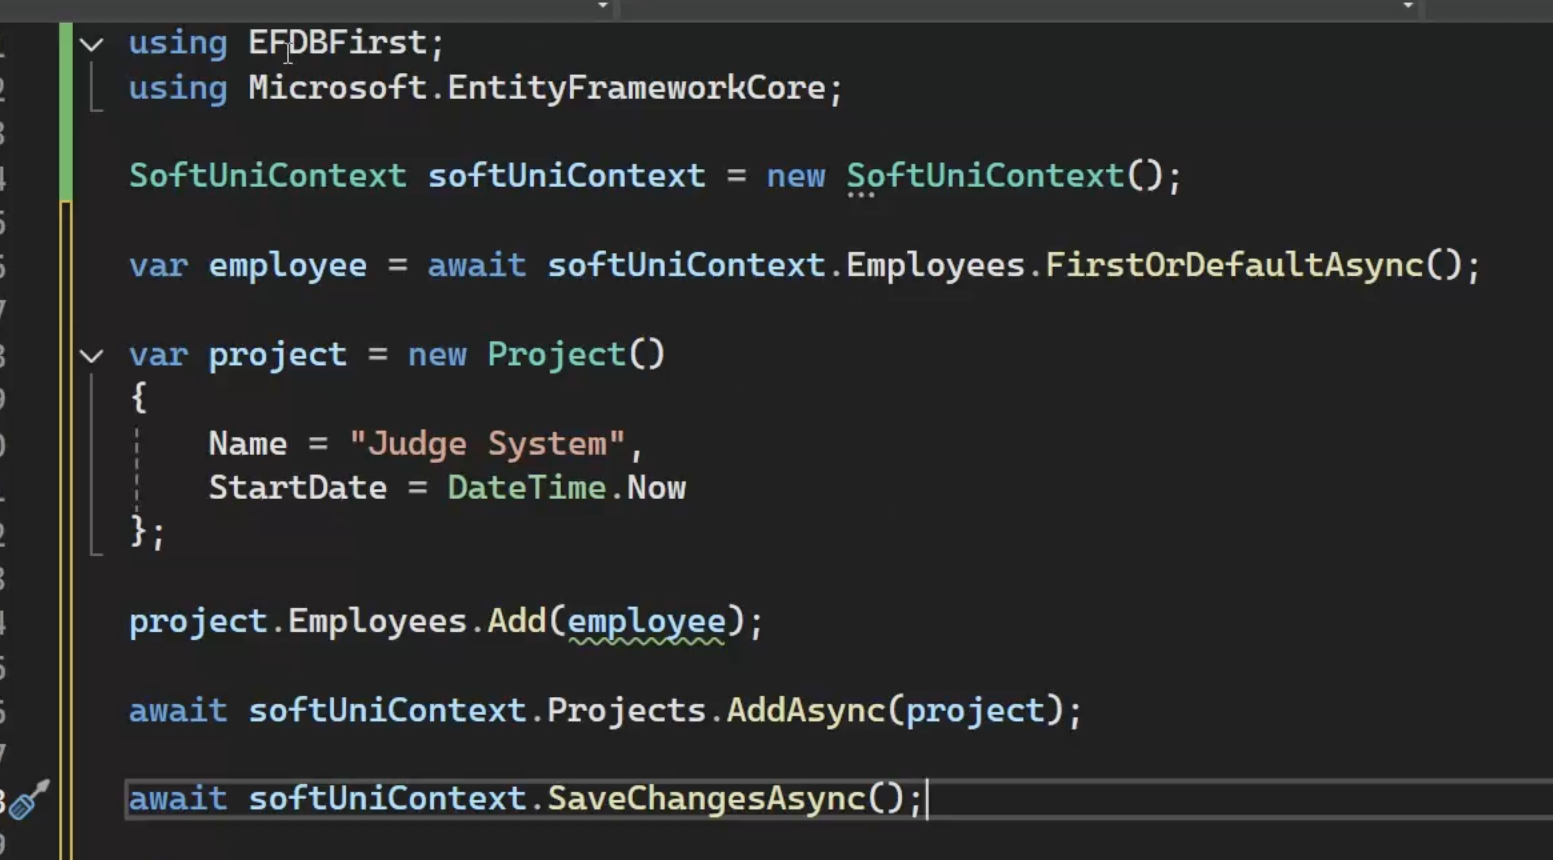 using EFDBFirst;
using Microsoft.EntityFrameworkCore;
SoftUniContext softUniContext = new SoftUniContext();
var employee = await softUniContext.Employees.FirstOrDefaultAsync();
var project = new Project()
{
Name = "Judge System",
StartDate = DateTime.Now
};
project.Employees.Add(employee);
await softUniContext.Projects.AddAsync(project);
await softUniContext.SaveChangesAsync();